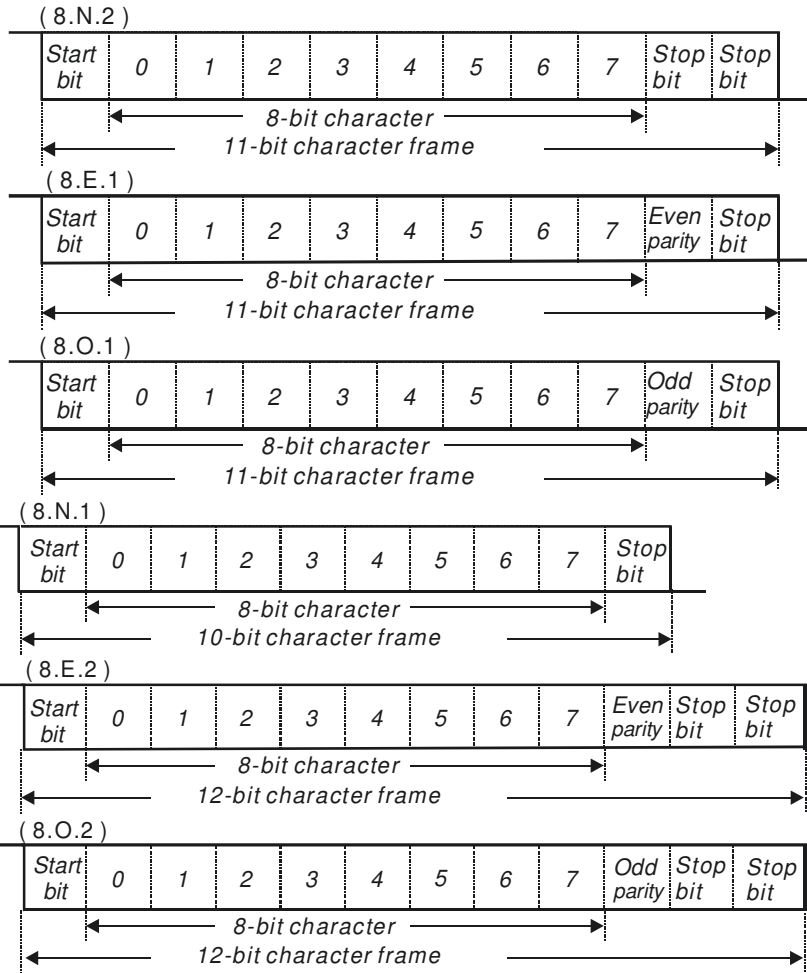 ( 8.N.2 )
Start bit 0 1 2 3 4 5 6 7 Stop bit Stop bit
8-bit character
11-bit character frame
( 8.E.1 )
Start bit 0 1 2 3 4 5 6 7 Even parity Stop bit
8-bit character
11-bit character frame
( 8.O.1 )
Start bit 0 1 2 3 4 5 6 7 Odd parity Stop bit
8-bit character
11-bit character frame
( 8.N.1 )
Start bit 0 1 2 3 4 5 6 7 Stop bit
8-bit character
10-bit character frame
( 8.E.2 )
Start bit 0 1 2 3 4 5 6 7 Even parity Stop bit Stop bit
8-bit character
12-bit character frame
( 8.O.2 )
Start bit 0 1 2 3 4 5 6 7 Odd parity Stop bit Stop bit
8-bit character
12-bit character frame